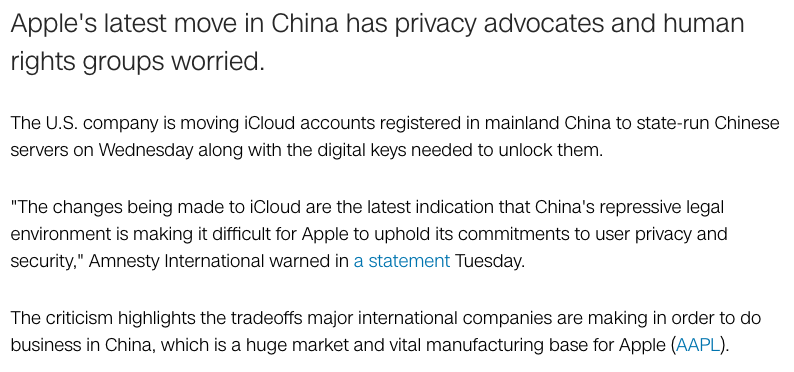 Apple's latest move in China has privacy advocates and human
rights groups worried.
The U.S. company is moving iCloud accounts registered in mainland China to state-run Chinese
servers on Wednesday along with the digital keys needed to unlock them.
"The changes being made to iCloud are the latest indication that China's repressive legal
environment is making it difficult for Apple to uphold its commitments to user privacy and
security," Amnesty International warned in a statement Tuesday.
The criticism highlights the tradeoffs major international companies are making in order to do
business in China, which is a huge market and vital manufacturing base for Apple (AAPL).